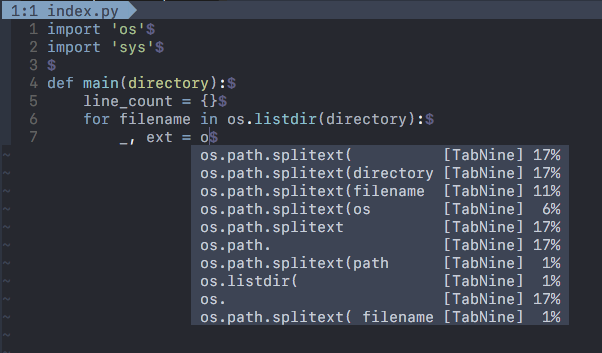 1:1 index.py
1 import 'os'$
2 import 'sys'$
3 $
4 def main(directory):$
5     line_count = {}$
6     for filename in os.listdir(directory):$
7         _, ext = o$
~ os.path.splitext( [TabNine] 17%
~ os.path.splitext(directory [TabNine] 17%
~ os.path.splitext(filename [TabNine] 11%
~ os.path.splitext(os [TabNine] 6%
~ os.path.splitext [TabNine] 17%
~ os.path. [TabNine] 17%
~ os.path.splitext(path [TabNine] 1%
~ os.listdir( [TabNine] 1%
~ os. [TabNine] 17%
~ os.path.splitext( filename [TabNine] 1%
~